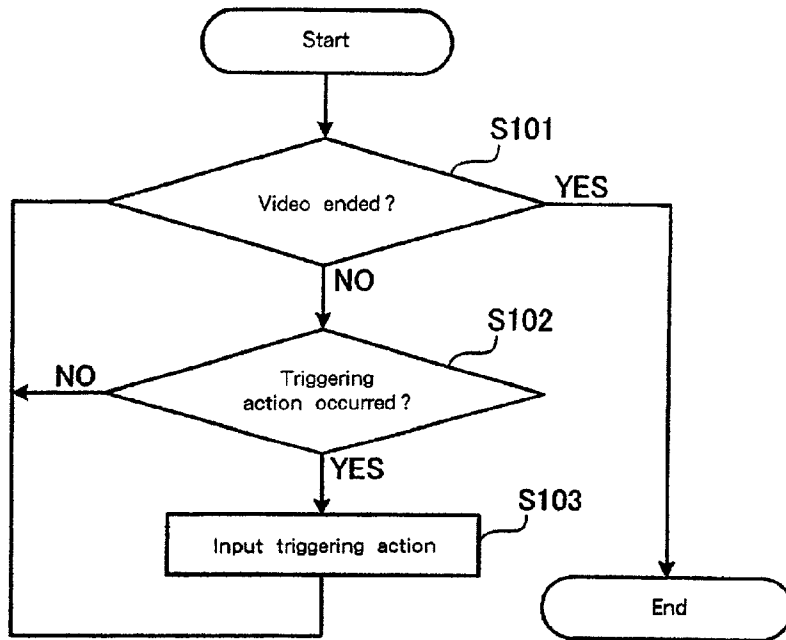 Start
S101
Video ended?
YES
NO
S102
Triggering
action occurred?
NO
YES
S103
Input triggering action
End